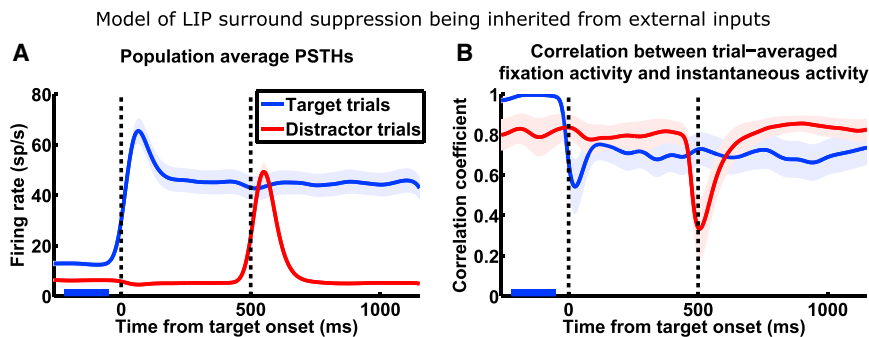 Model of LIP surround suppression being inherited from external inputs
A
Population average PSTHs
80
60
40
20
0
Firing rate (sp/s)
Target trials
Distractor trials
0
500
1000
Time from target onset (ms)
B
Correlation between trial−averaged
fixation activity and instantaneous activity
1
0.8
0.6
0.4
0.2
0
Correlation coefficient
0
500
1000
Time from target onset (ms)